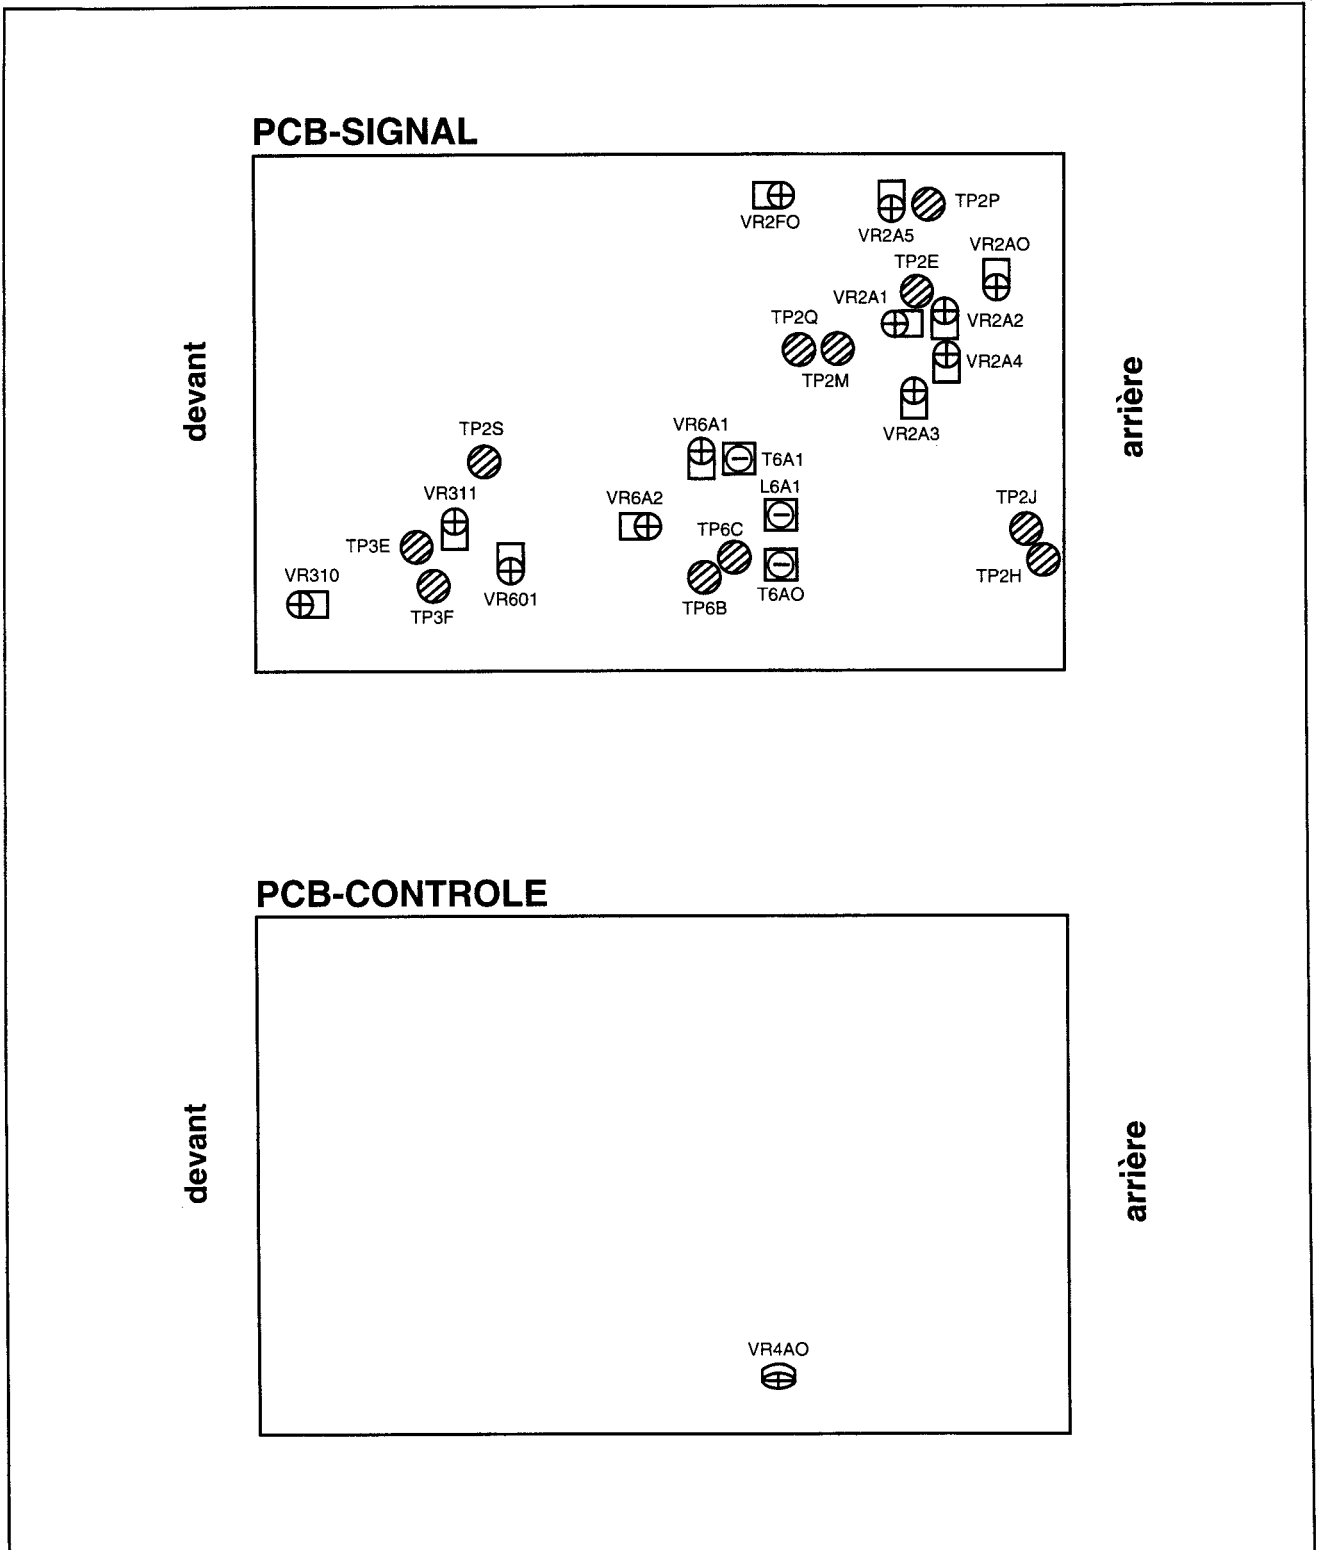 PCB-SIGNAL
VR2FO
VR2A5
TP2P
VR2AO
TP2E
VR2A1
VR2A2
TP2Q
TP2M
VR2A4
VR2A3
devant
arrière
TP2S
VR6A1
T6A1
L6A1
VR311
VR6A2
TP6C
TP2J
TP3E
VR310
TP2H
VR601
T6AO
TP3F
TP6B
PCB-CONTROLE
devant
arrière
VR4AO